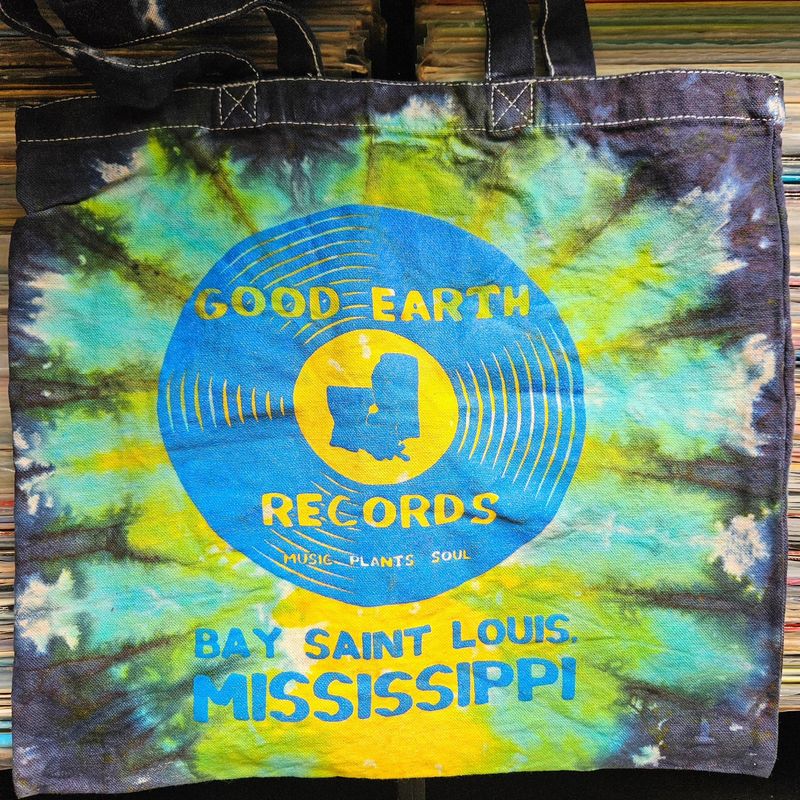 GOOD EARTH
RECORDS
MUSIC PLANTS SOUL
BAY SAINT LOUIS,
MISSISSIPPI